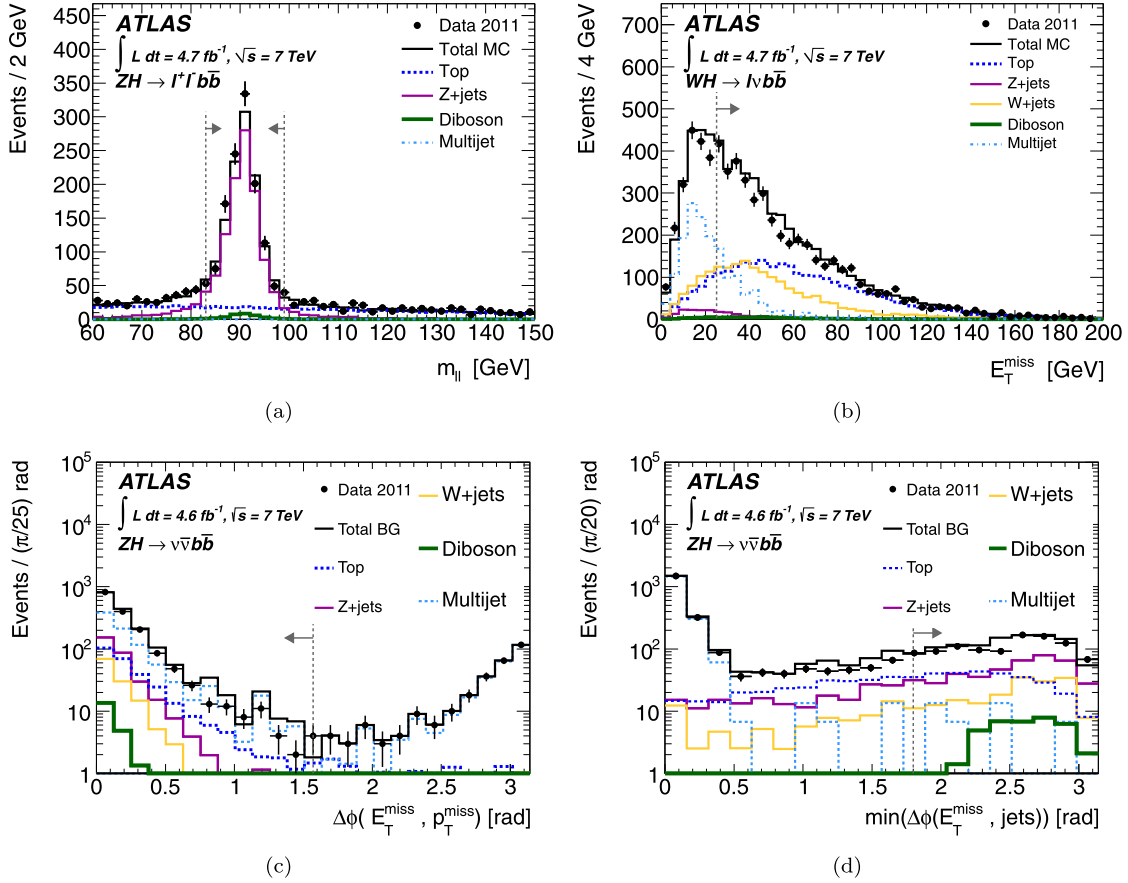 ATLAS
∫ L dt = 4.7 fb⁻¹, √s = 7 TeV
ZH → l⁺l⁻bb̅
Data 2011
Total MC
Top
Z+jets
Diboson
Multijet
Events / 2 GeV
450
400
350
300
250
200
150
100
50
0
60 70 80 90 100 110 120 130 140 150
m_ll [GeV]
(a)
ATLAS
∫ L dt = 4.7 fb⁻¹, √s = 7 TeV
WH → lνbb̅
Data 2011
Total MC
Top
Z+jets
W+jets
Diboson
Multijet
Events / 4 GeV
700
600
500
400
300
200
100
0
0 20 40 60 80 100 120 140 160 180 200
E_T^miss [GeV]
(b)
ATLAS
∫ L dt = 4.6 fb⁻¹, √s = 7 TeV
ZH → νν̅bb̅
Data 2011
Total BG
Top
Z+jets
W+jets
Diboson
Multijet
Events / (π/25) rad
10⁵
10⁴
10³
10²
10
1
0 0.5 1 1.5 2 2.5 3
Δϕ( E_T^miss , p_T^miss) [rad]
(c)
ATLAS
∫ L dt = 4.6 fb⁻¹, √s = 7 TeV
ZH → νν̅bb̅
Data 2011
Total BG
Top
Z+jets
W+jets
Diboson
Multijet
Events / (π/20) rad
10⁵
10⁴
10³
10²
10
1
0 0.5 1 1.5 2 2.5 3
min(Δϕ(E_T^miss , jets)) [rad]
(d)